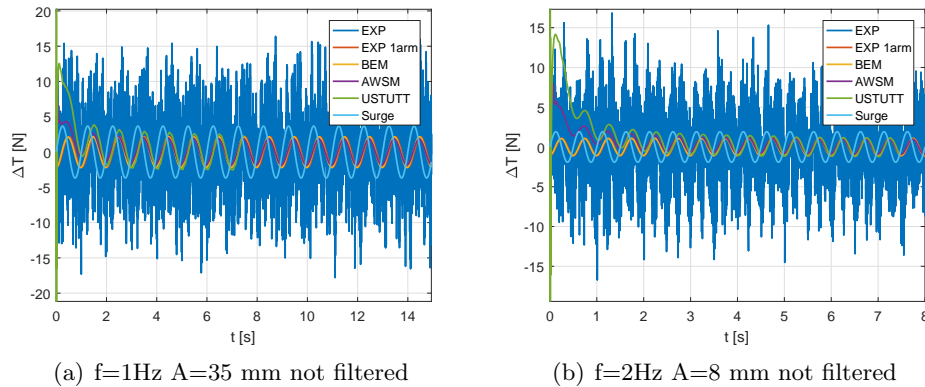 20
15
10
5
0
-5
-10
-15
-20
ΔT [N]
0 2 4 6 8 10 12 14
t [s]
EXP
EXP 1arm
BEM
AWSM
USTUTT
Surge
(a) f=1Hz A=35 mm not filtered
15
10
5
0
-5
-10
-15
ΔT [N]
0 1 2 3 4 5 6 7 8
t [s]
EXP
EXP 1arm
BEM
AWSM
USTUTT
Surge
(b) f=2Hz A=8 mm not filtered